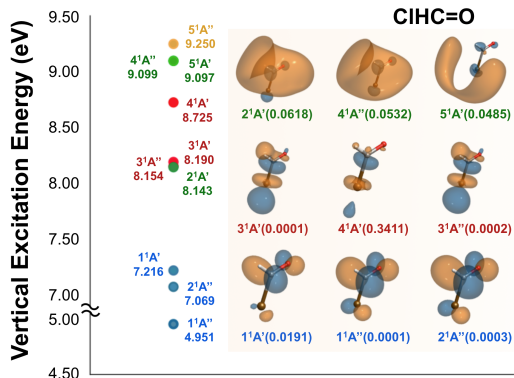 ClHC=O
Vertical Excitation Energy (eV)
9.50
9.00
8.50
8.00
7.50
7.00
5.00
4.50
5¹A''
9.250
4¹A''
9.099
5¹A'
9.097
4¹A'
8.725
3¹A'
8.190
3¹A''
8.154
2¹A'
8.143
1¹A'
7.216
2¹A''
7.069
1¹A''
4.951
2¹A'(0.0618) 4¹A''(0.0532) 5¹A'(0.0485)
3¹A'(0.0001) 4¹A'(0.3411) 3¹A''(0.0002)
1¹A'(0.0191) 1¹A''(0.0001) 2¹A''(0.0003)